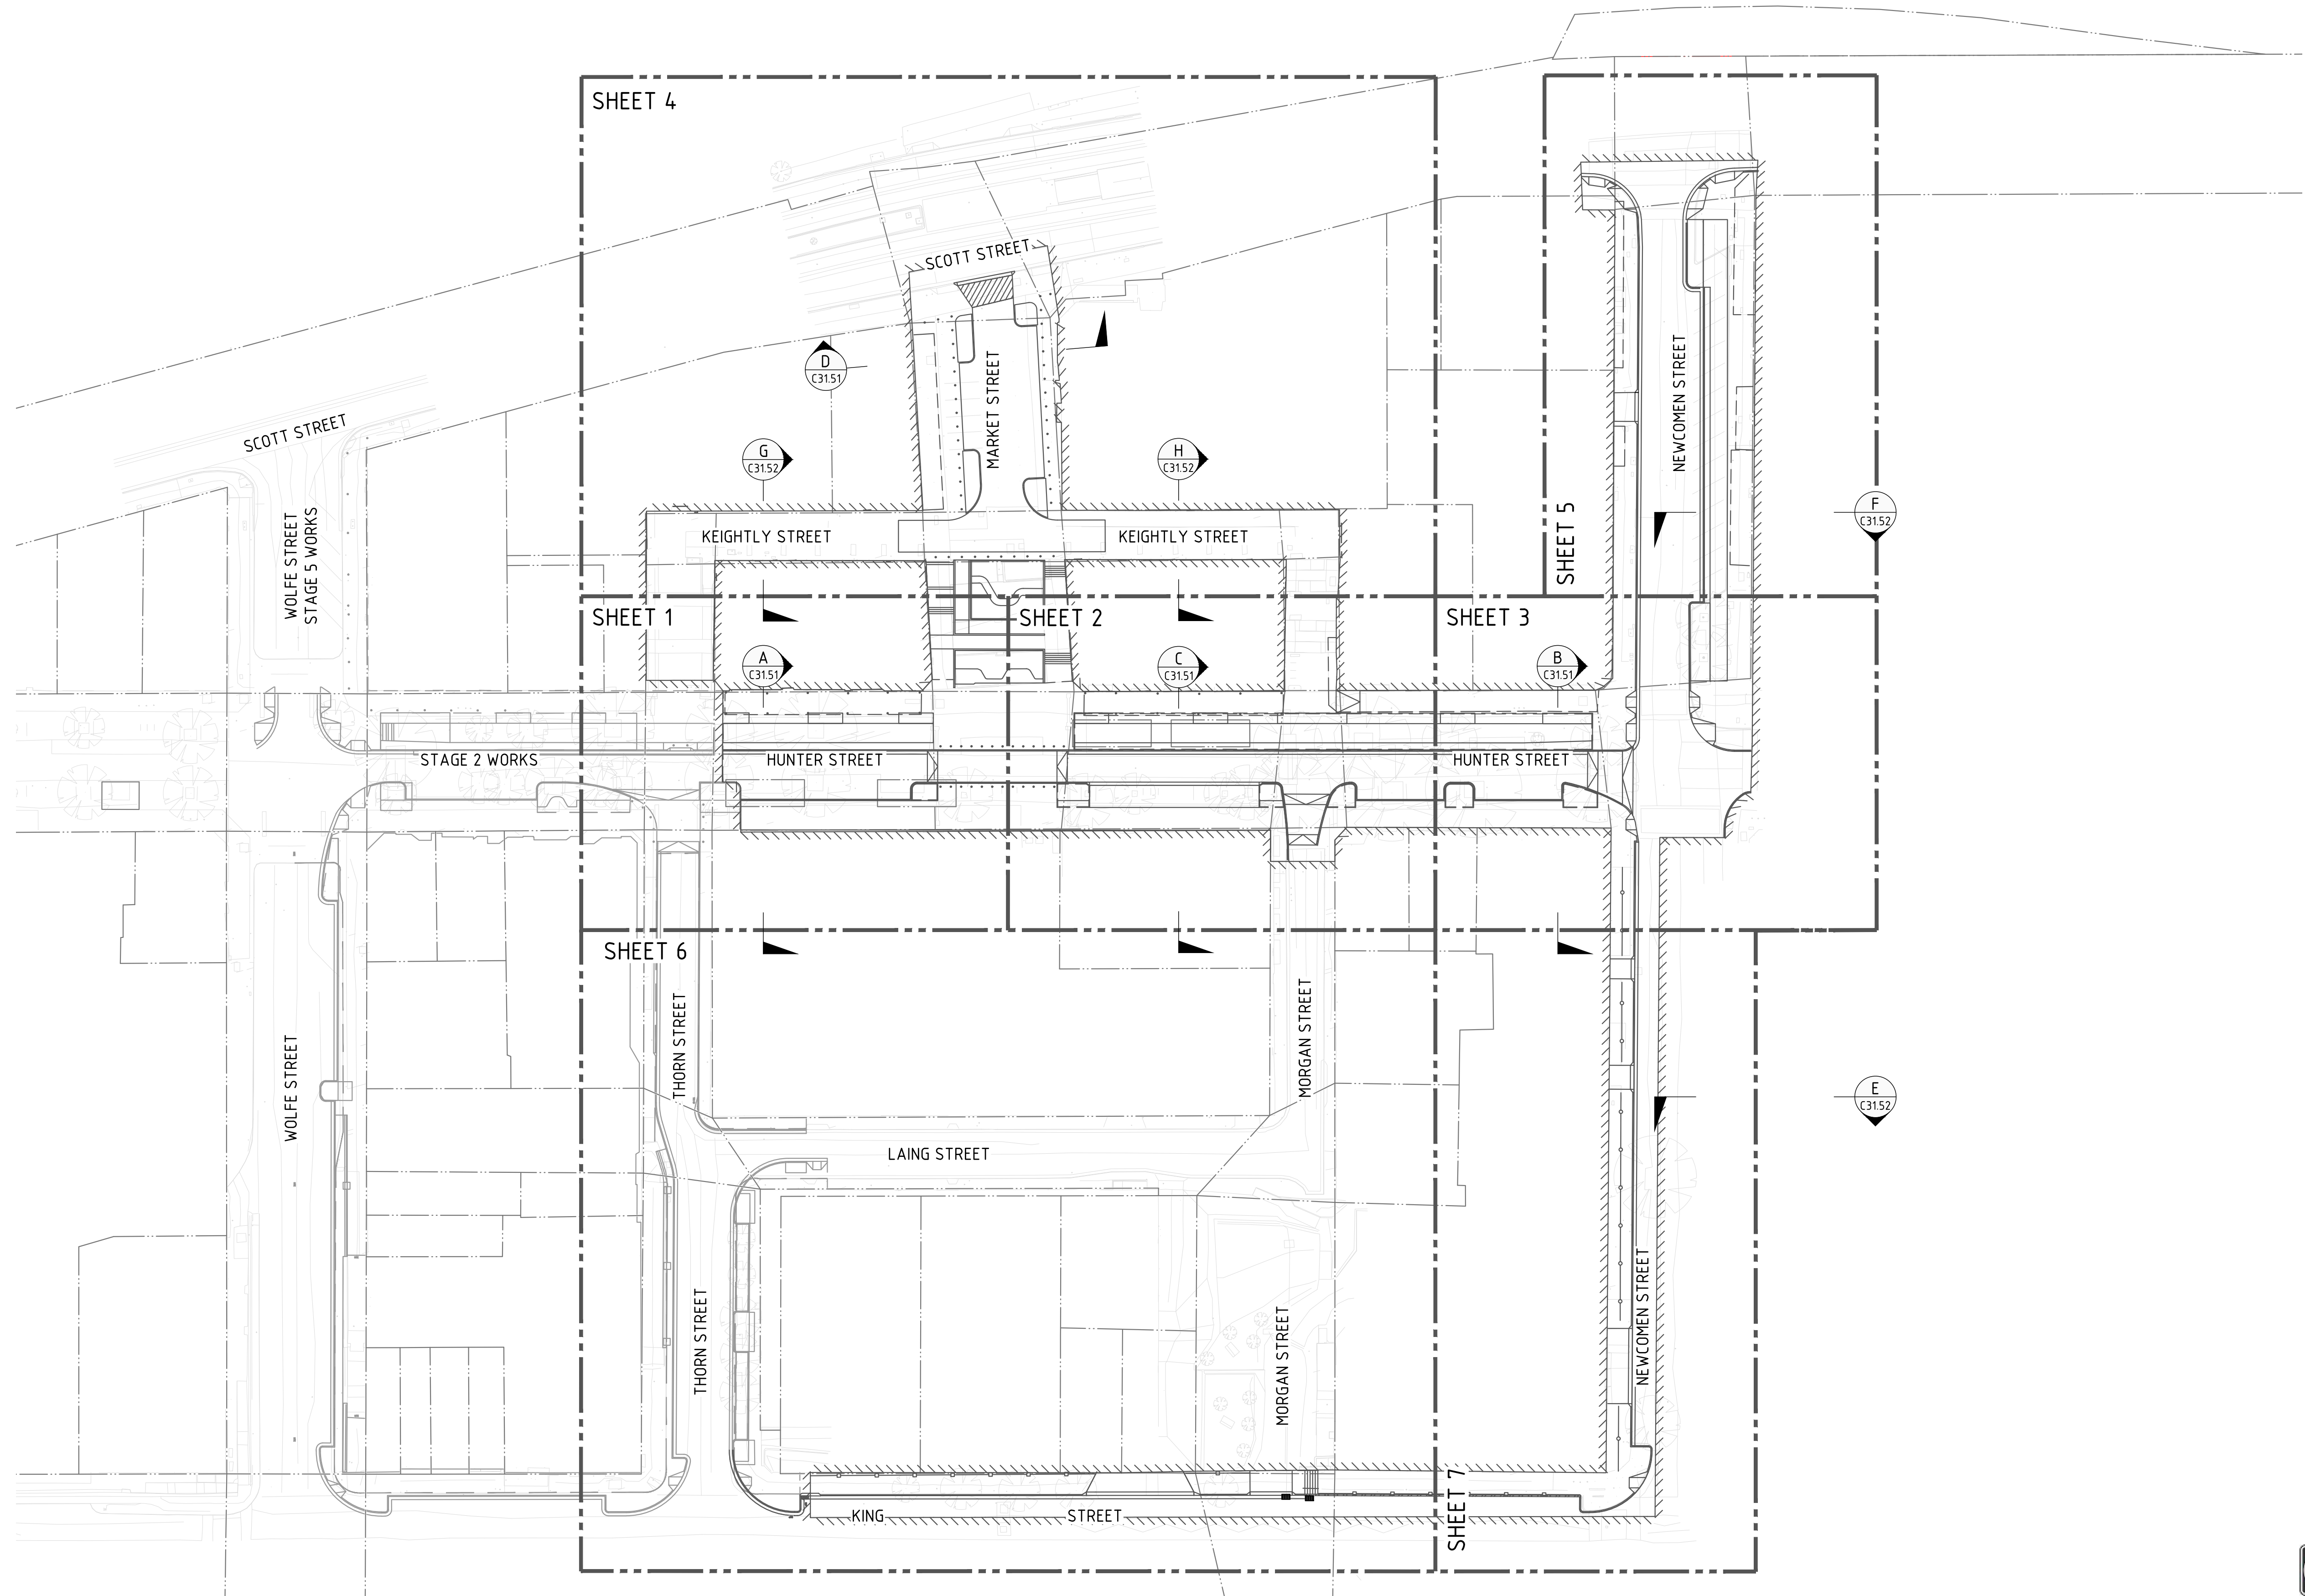 SHEET 4
SCOTT STREET
D
C31.51
MARKET STREET
NEWCOMEN STREET
SCOTT STREET
G
C31.52
H
C31.52
SHEET 5
F
C31.52
WOLFE STREET
STAGE 5 WORKS
KEIGHTLY STREET
KEIGHTLY STREET
SHEET 1
SHEET 2
SHEET 3
A
C31.51
C
C31.51
B
C31.51
STAGE 2 WORKS
HUNTER STREET
HUNTER STREET
SHEET 6
THORN STREET
MORGAN STREET
WOLFE STREET
E
C31.52
LAING STREET
THORN STREET
MORGAN STREET
NEWCOMEN STREET
SHEET 7
KING
STREET